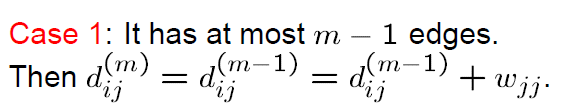 Case 1: It has at most m − 1 edges.
Then d_{ij}^{(m)} = d_{ij}^{(m−1)} = d_{ij}^{(m−1)} + w_{jj}.